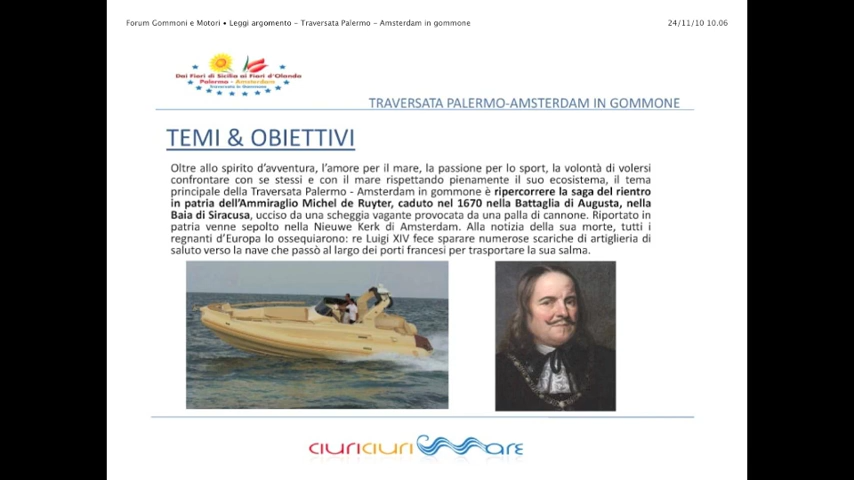 Forum Gommoni e Motori • Leggi argomento - Traversata Palermo - Amsterdam in gommone
24/11/10 10.06
Dai Fiori di Sicilia ai Fiori d'Olanda
Palermo - Amsterdam
Traversata in Gommone
TRAVERSATA PALERMO-AMSTERDAM IN GOMMONE
TEMI & OBIETTIVI
Oltre allo spirito d'avventura, l'amore per il mare, la passione per lo sport, la volontà di volersi
confrontare con se stessi e con il mare rispettando pienamente il suo ecosistema, il tema
principale della Traversata Palermo - Amsterdam in gommone è ripercorrere la saga del rientro
in patria dell'Ammiraglio Michel de Ruyter, caduto nel 1670 nella Battaglia di Augusta, nella
Baia di Siracusa, ucciso da una scheggia vagante provocata da una palla di cannone. Riportato in
patria venne sepolto nella Nieuwe Kerk di Amsterdam. Alla notizia della sua morte, tutti i
regnanti d'Europa lo ossequiarono: re Luigi XIV fece sparare numerose scariche di artiglieria di
saluto verso la nave che passò al largo dei porti francesi per trasportare la sua salma.
ciuriciuri mare